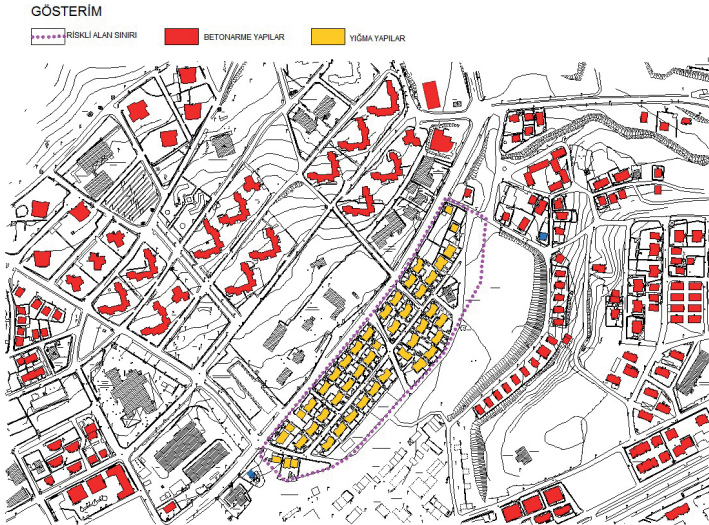 GÖSTERİM
RİSKLİ ALAN SINIRI
BETONARME YAPILAR
YIĞMA YAPILAR